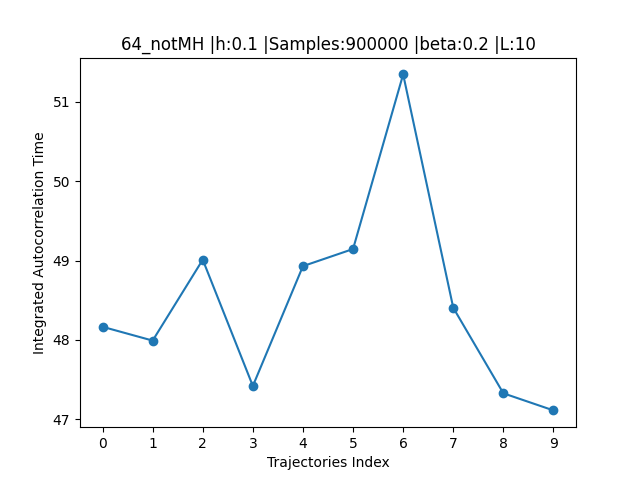 64_notMH |h:0.1 |Samples:900000 |beta:0.2 |L:10
Integrated Autocorrelation Time
51
50
49
48
47
0 1 2 3 4 5 6 7 8 9
Trajectories Index